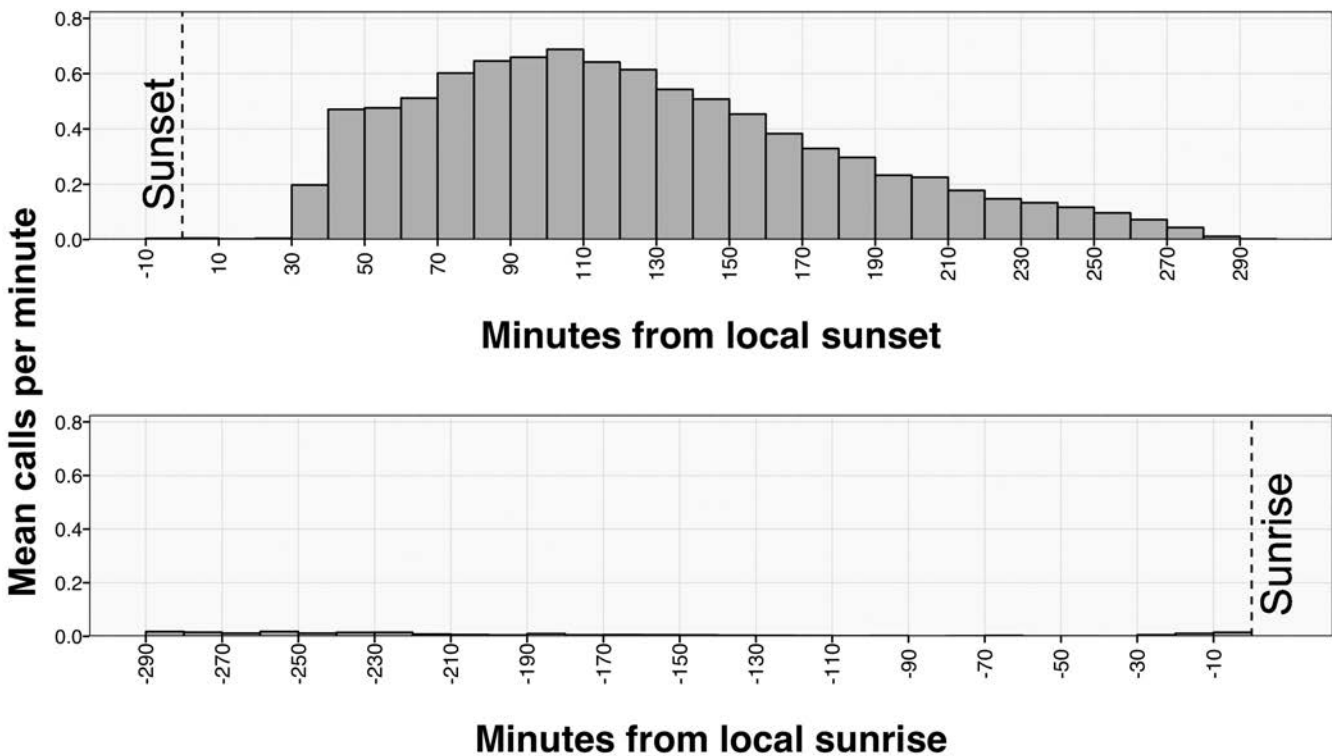 Mean calls per minute
0.8
0.6
0.4
0.2
0.0
Sunset
-10 10 30 50 70 90 110 130 150 170 190 210 230 250 270 290
Minutes from local sunset
0.8
0.6
0.4
0.2
0.0
Sunrise
-290 -270 -250 -230 -210 -190 -170 -150 -130 -110 -90 -70 -50 -30 -10
Minutes from local sunrise